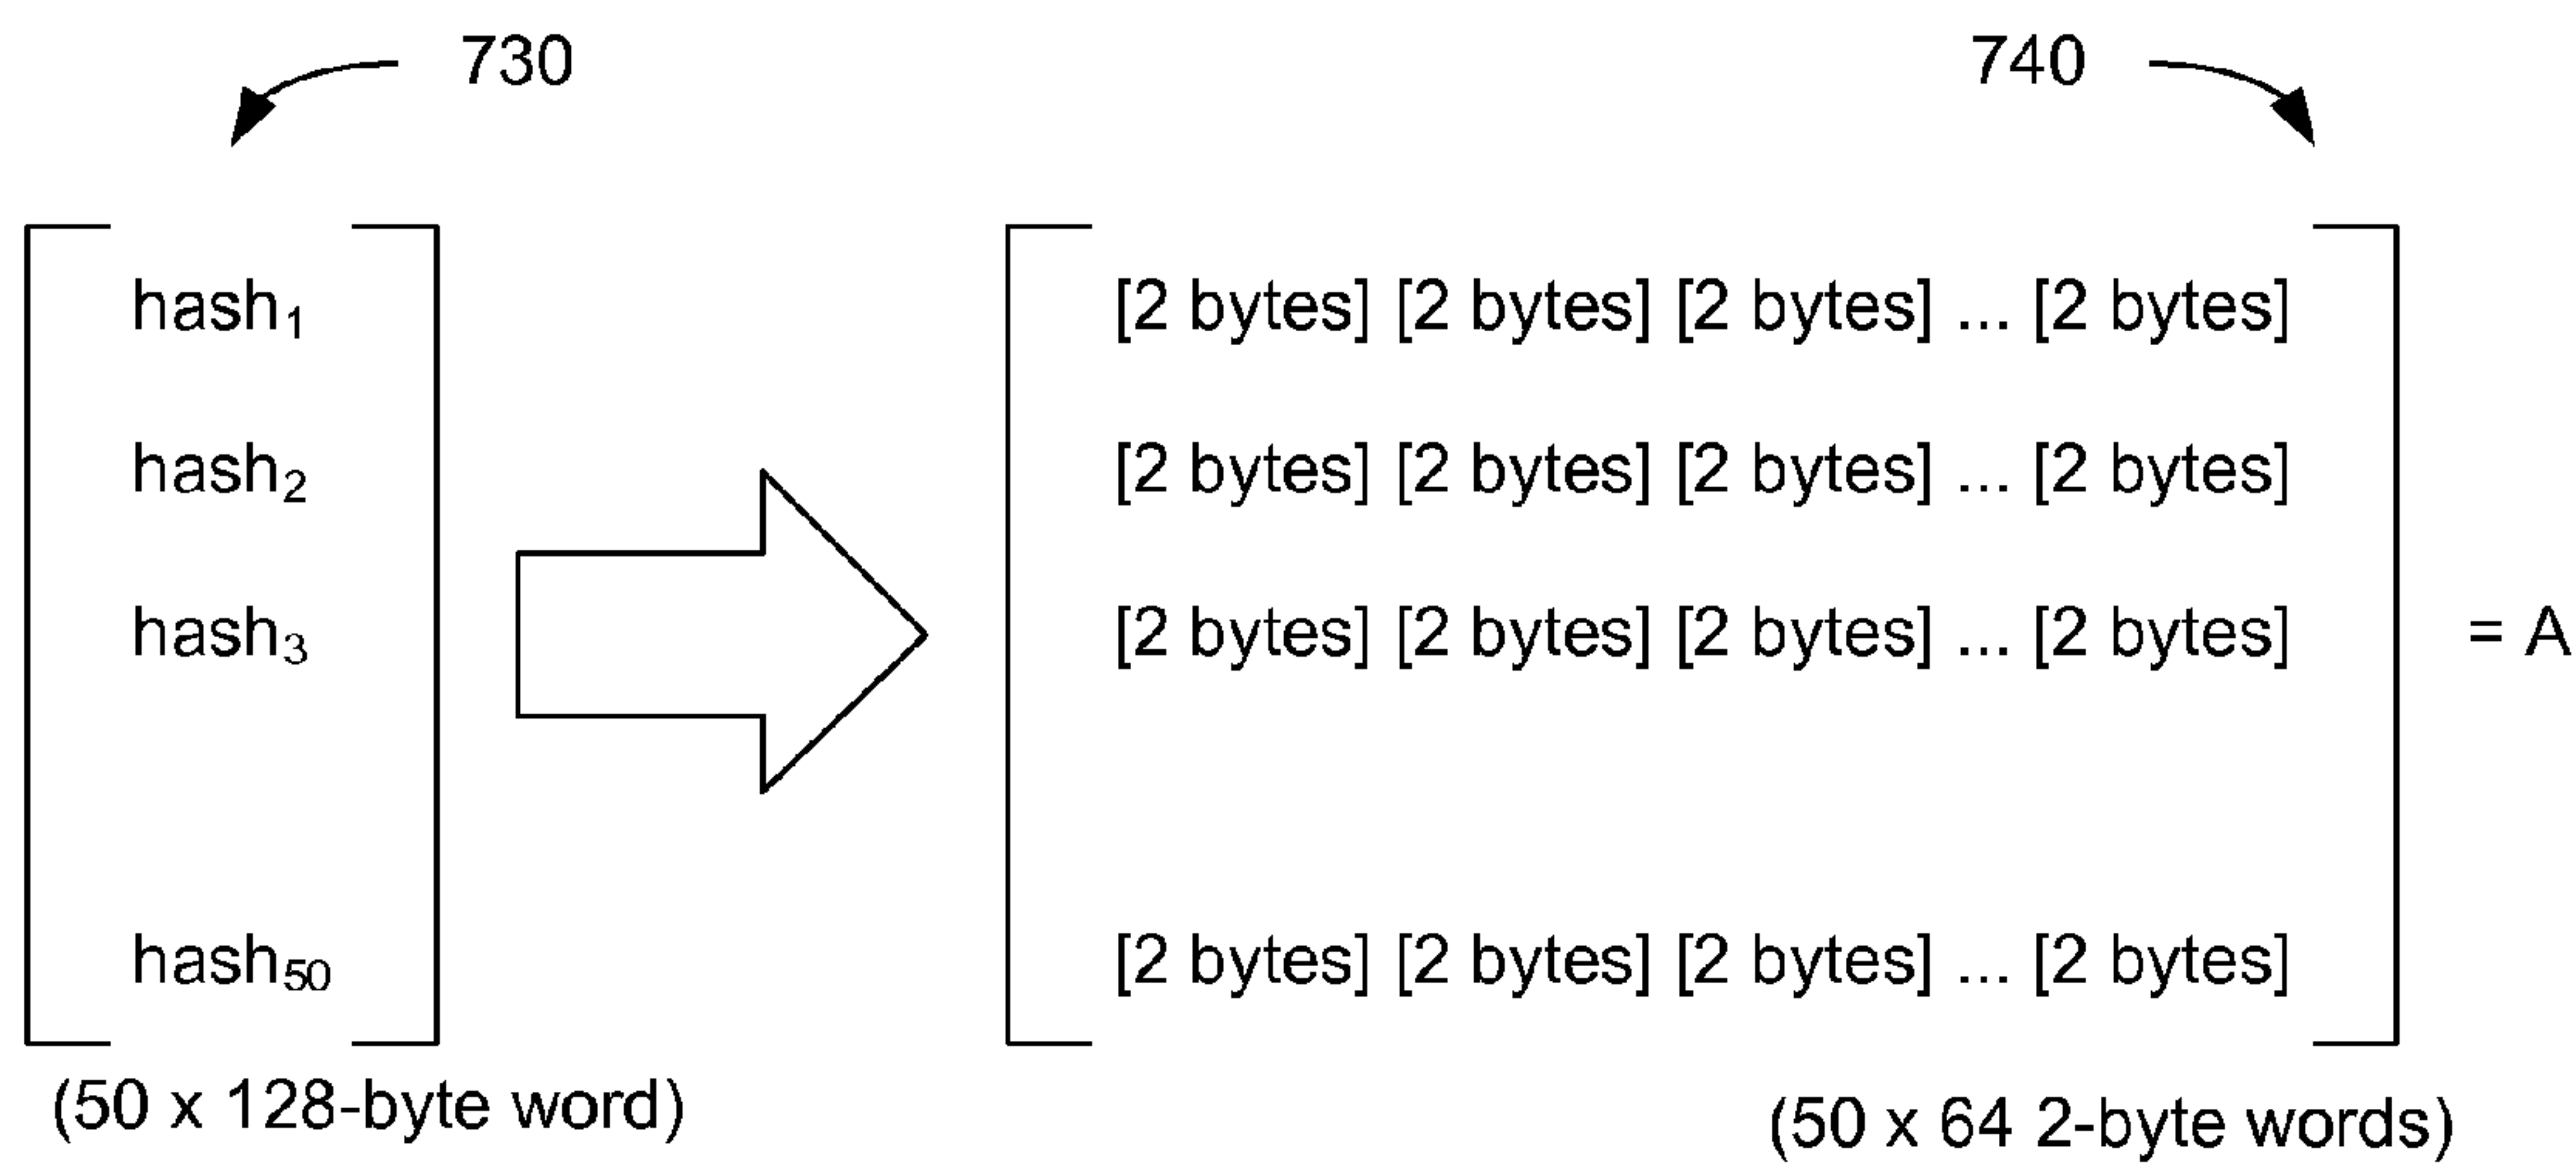 730 740
hash₁ [2 bytes] [2 bytes] [2 bytes] ... [2 bytes]
hash₂ [2 bytes] [2 bytes] [2 bytes] ... [2 bytes]
hash₃ [2 bytes] [2 bytes] [2 bytes] ... [2 bytes] = A
hash₅₀ [2 bytes] [2 bytes] [2 bytes] ... [2 bytes]
(50 x 128-byte word) (50 x 64 2-byte words)